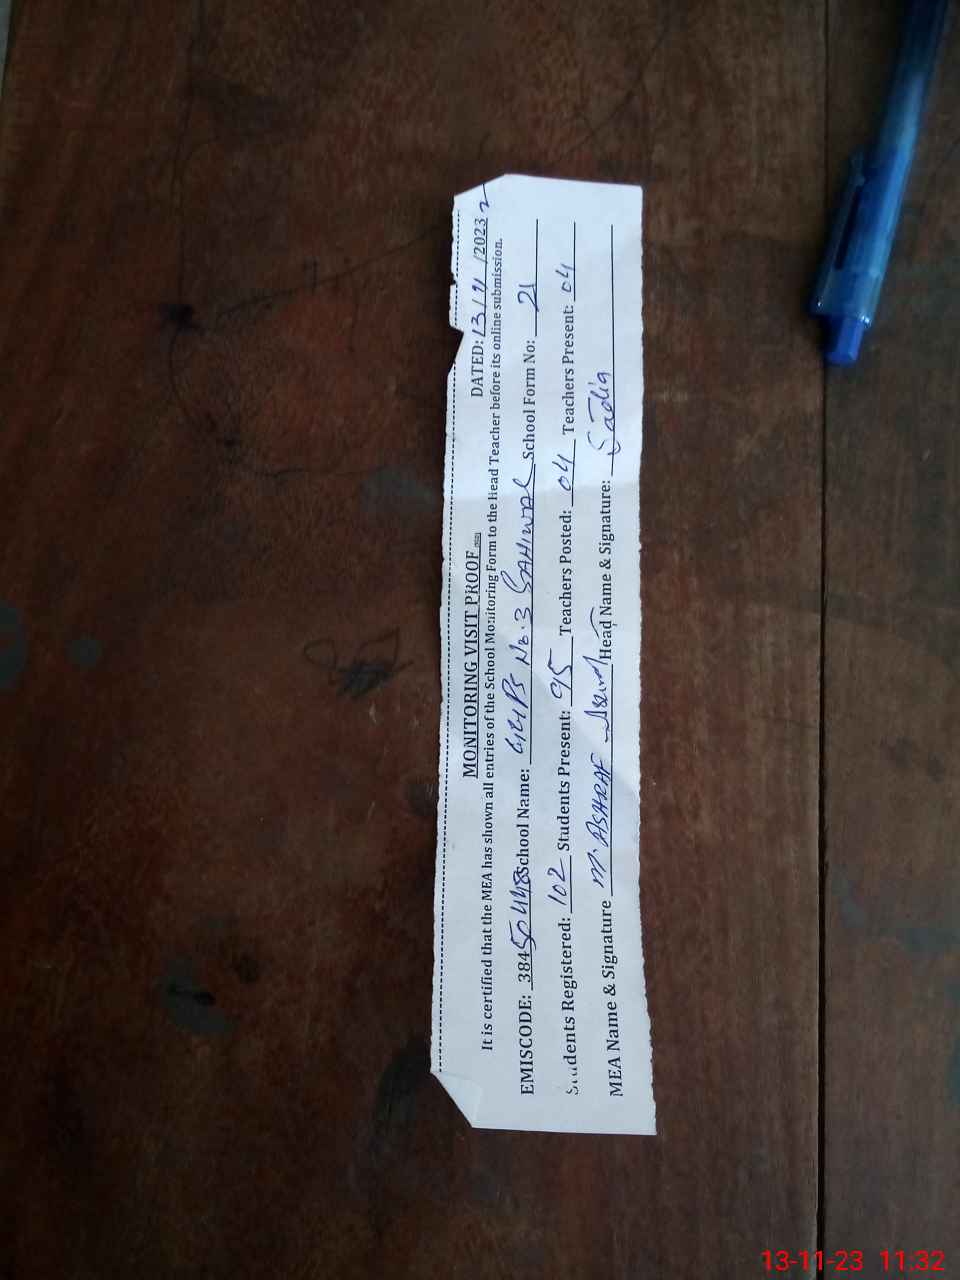 MONITORING VISIT PROOF
DATED: 13/11/2023
It is certified that the MEA has shown all entries of the School Monitoring Form to the Head Teacher before its online submission.
EMISCODE: 384 School Name: GGPS No. 3 SAHIWAL School Form No: 21
Students Registered: 102 Students Present: 95 Teachers Posted: 04 Teachers Present: 04
MEA Name & Signature M. ASHRAF Head Name & Signature: Sadia
13-11-23 11:32